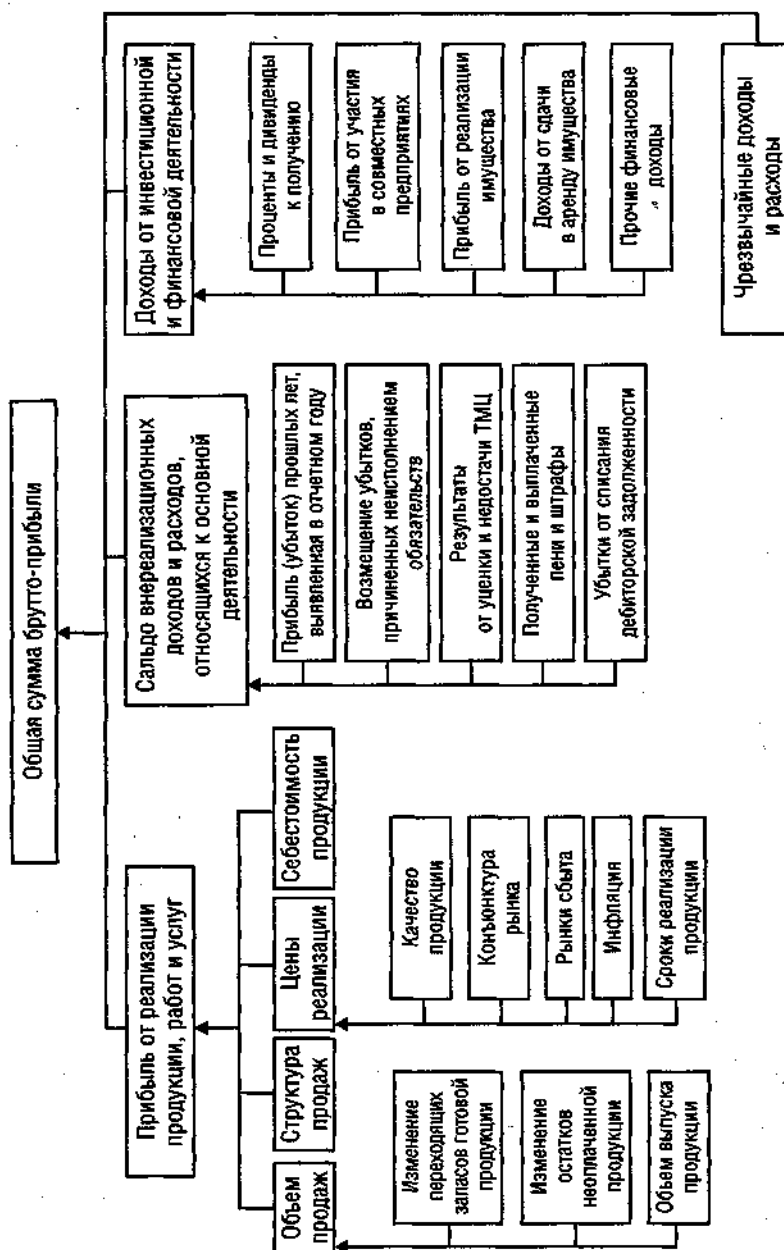 Общая сумма брутто-прибыли
Прибыль от реализации
продукции, работ и услуг
Объем
продаж
Структура
продаж
Цены
реализации
Себестоимость
продукции
Изменение
переходящих
запасов готовой
продукции
Изменение
остатков
неоплаченной
продукции
Объем выпуска
продукции
Качество
продукции
Конъюнктура
рынка
Рынки сбыта
Инфляция
Сроки реализации
продукции
Сальдо внереализационных
доходов и расходов,
относящихся к основной
деятельности
Прибыль (убыток) прошлых лет,
выявленная в отчетном году
Возмещение убытков,
причиненных неисполнением
обязательств
Результаты
от уценки и недостачи ТМЦ
Полученные и выплаченные
пени и штрафы
Убытки от списания
дебиторской задолженности
Доходы от инвестиционной
и финансовой деятельности
Проценты и дивиденды
к получению
Прибыль от участия
в совместных
предприятиях
Прибыль от реализации
имущества
Доходы от сдачи
в аренду имущества
Прочие финансовые
доходы
Чрезвычайные доходы
и расходы